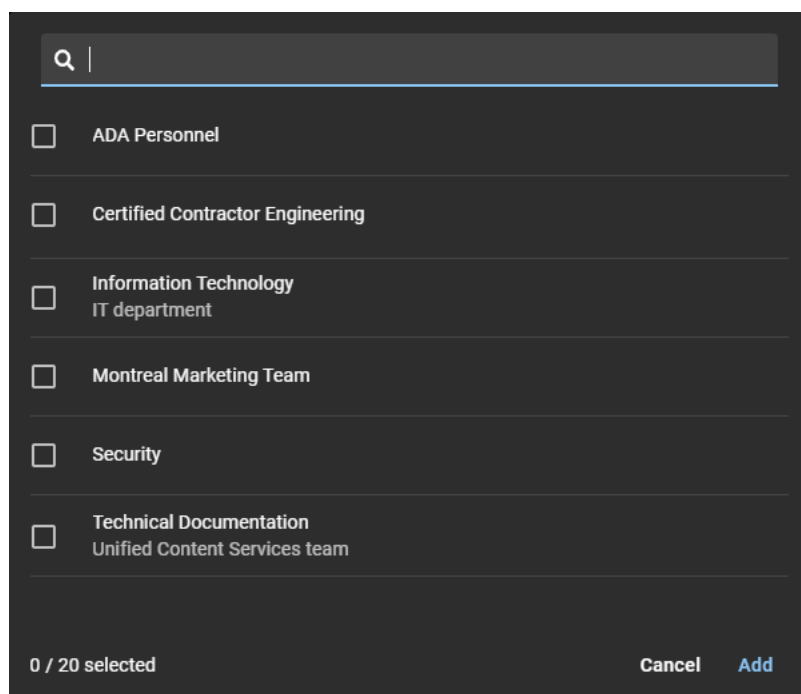 ADA Personnel
Certified Contractor Engineering
Information Technology
IT department
Montreal Marketing Team
Security
Technical Documentation
Unified Content Services team
0 / 20 selected Cancel Add